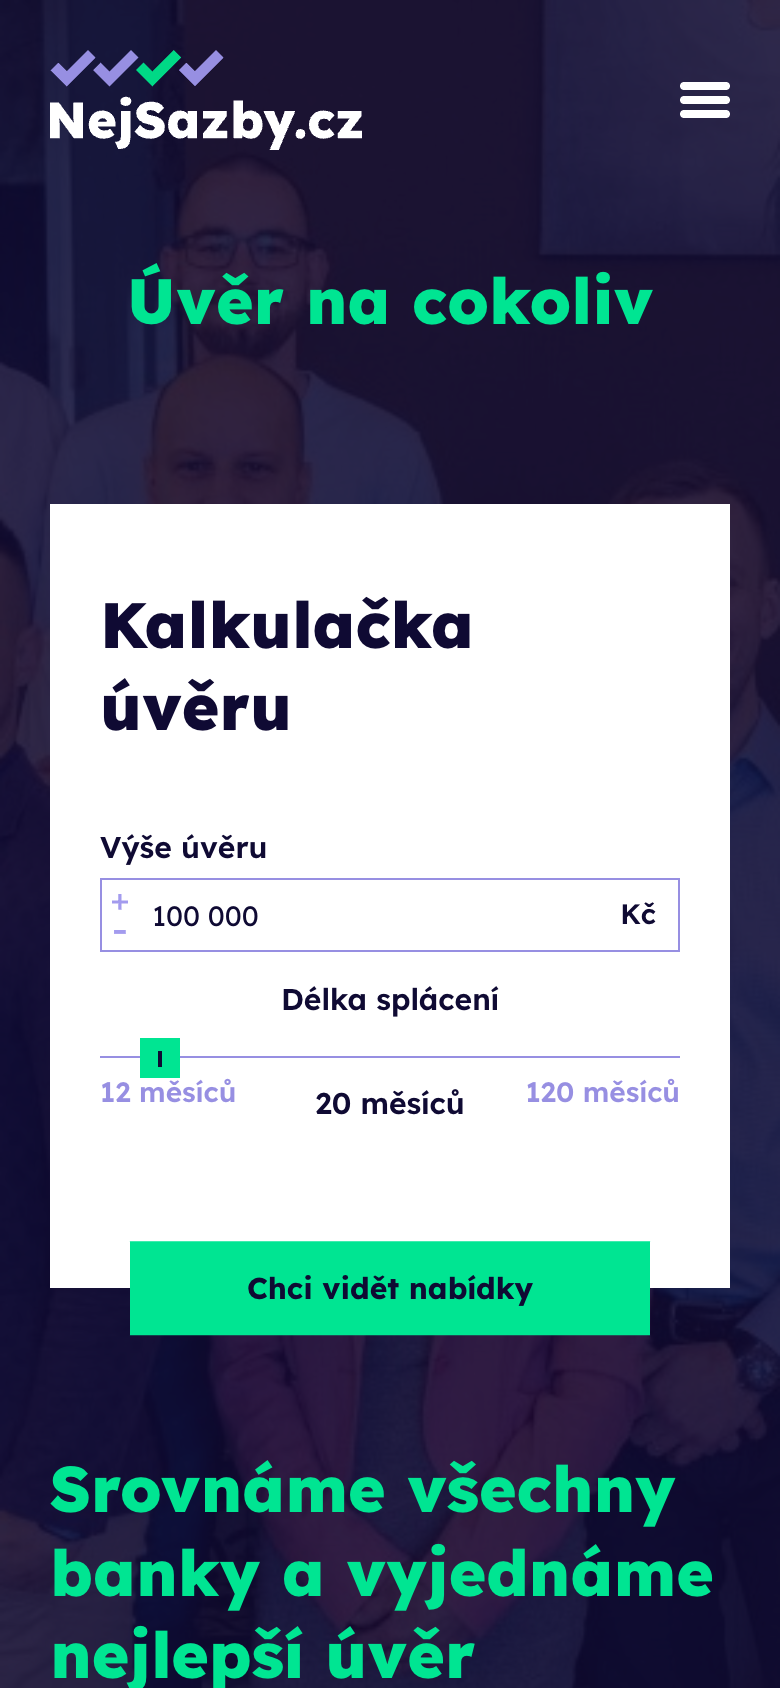 NejSazby.cz
Úvěr na cokoliv
Kalkulačka
úvěru
Výše úvěru
+
-
100 000
Kč
Délka splácení
12 měsíců
20 měsíců
120 měsíců
Chci vidět nabídky
Srovnáme všechny
banky a vyjednáme
nejlepší úvěr